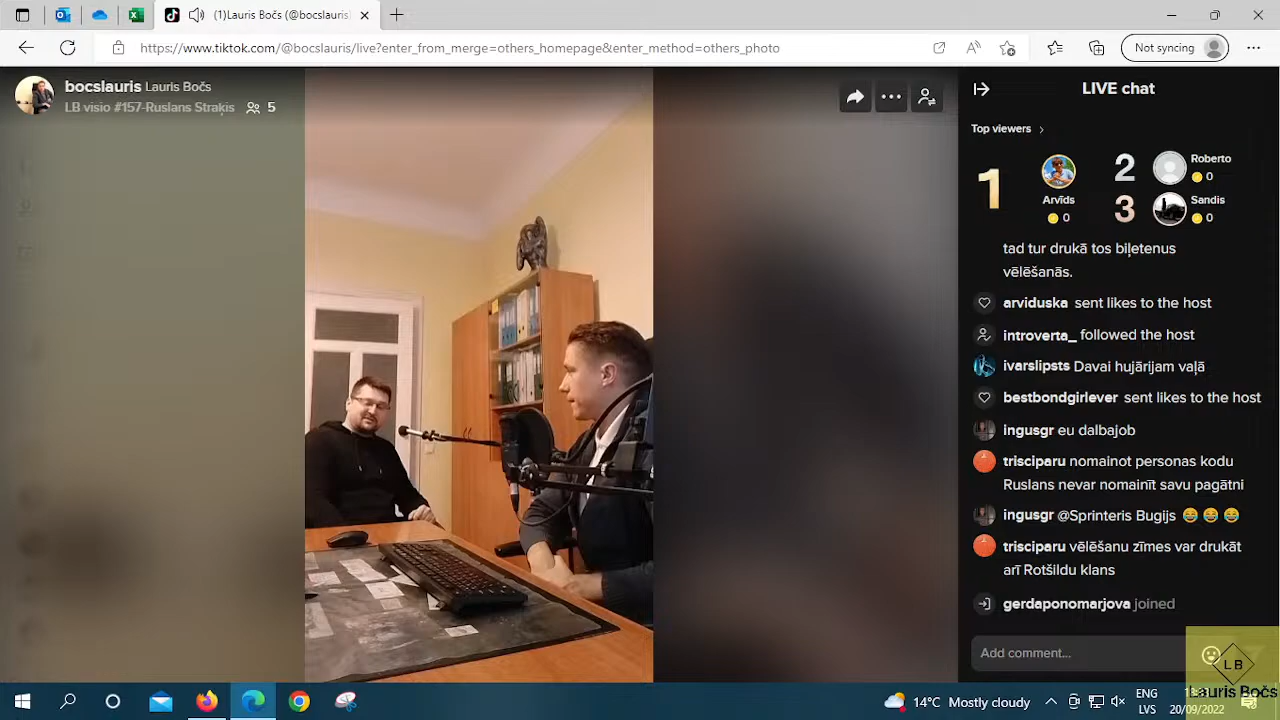 (1)Lauris Bočs (@bocslauris
https://www.tiktok.com/@bocslauris/live?enter_from_merge=others_homepage&enter_method=others_photo
Not syncing
bocslauris Lauris Bočs
LB visio #157-Ruslans Straķis 5
LIVE chat
Top viewers
1 Arvīds 0
2 Roberto 0
3 Sandis 0
tad tur drukā tos biļetenus
vēlēšanās.
arviduska sent likes to the host
introverta_ followed the host
ivarslipsts Davai hujārijam vaļā
bestbondgirlever sent likes to the host
ingusgr eu dalbajob
trisciparu nomainot personas kodu
Ruslans nevar nomainīt savu pagātni
ingusgr @Sprinteris Bugijs 😂😂😂
trisciparu vēlēšanu zīmes var drukāt
arī Rotšildu klans
gerdaponomarjova joined
Add comment...
LB
Lauris Bočs
14°C Mostly cloudy
ENG
LVS
20/09/2022